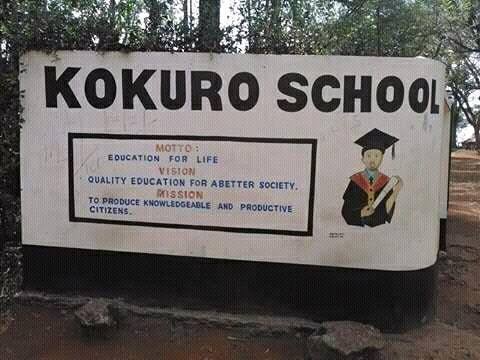 KOKURO SCHOOL
MOTTO:
EDUCATION FOR LIFE
VISION
QUALITY EDUCATION FOR ABETTER SOCIETY.
MISSION
TO PRODUCE KNOWLEDGEABLE AND PRODUCTIVE
CITIZENS.